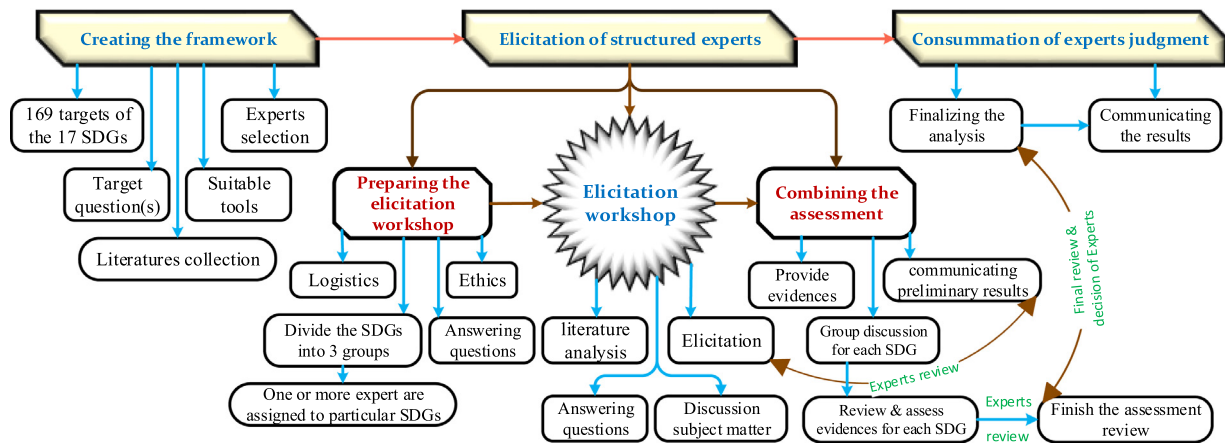 Creating the framework
Elicitation of structured experts
Consummation of experts judgment
169 targets of
the 17 SDGs
Experts
selection
Target
question(s)
Suitable
tools
Literatures collection
Finalizing the
analysis
Communicating
the results
Preparing the
elicitation
workshop
Elicitation
workshop
Combining the
assessment
Logistics
Ethics
Divide the SDGs
into 3 groups
Answering
questions
One or more expert are
assigned to particular SDGs
literature
analysis
Elicitation
Answering
questions
Discussion
subject matter
Provide
evidences
communicating
preliminary results
Group discussion
for each SDG
Experts review
Review & assess
evidences for each SDG
Experts
review
Finish the assessment
review
Final review &
decision of Experts